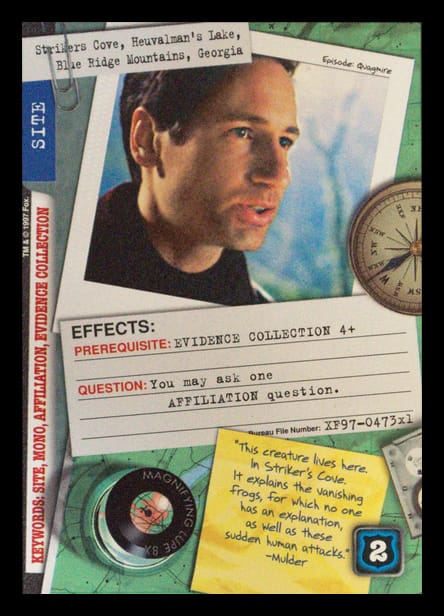 Strikers Cove, Heuvalman's Lake,
Blue Ridge Mountains, Georgia
Episode: Quagmire
SITE
TM & © 1997 Fox.
KEYWORDS: SITE, MONO, AFFILIATION, EVIDENCE COLLECTION
EFFECTS:
PREREQUISITE: EVIDENCE COLLECTION 4+
QUESTION: You may ask one
AFFILIATION question.
Bureau File Number: XF97-0473x1
MAGNIFYING LUPE 8X
"This creature lives here.
In Striker's Cove.
It explains the vanishing
frogs, for which no one
has an explanation,
as well as these
sudden human attacks."
-Mulder
2